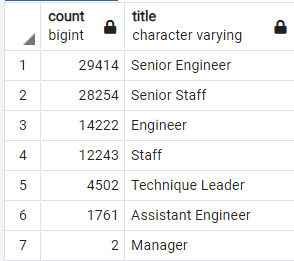 count title
bigint character varying
1 29414 Senior Engineer
2 28254 Senior Staff
3 14222 Engineer
4 12243 Staff
5 4502 Technique Leader
6 1761 Assistant Engineer
7 2 Manager